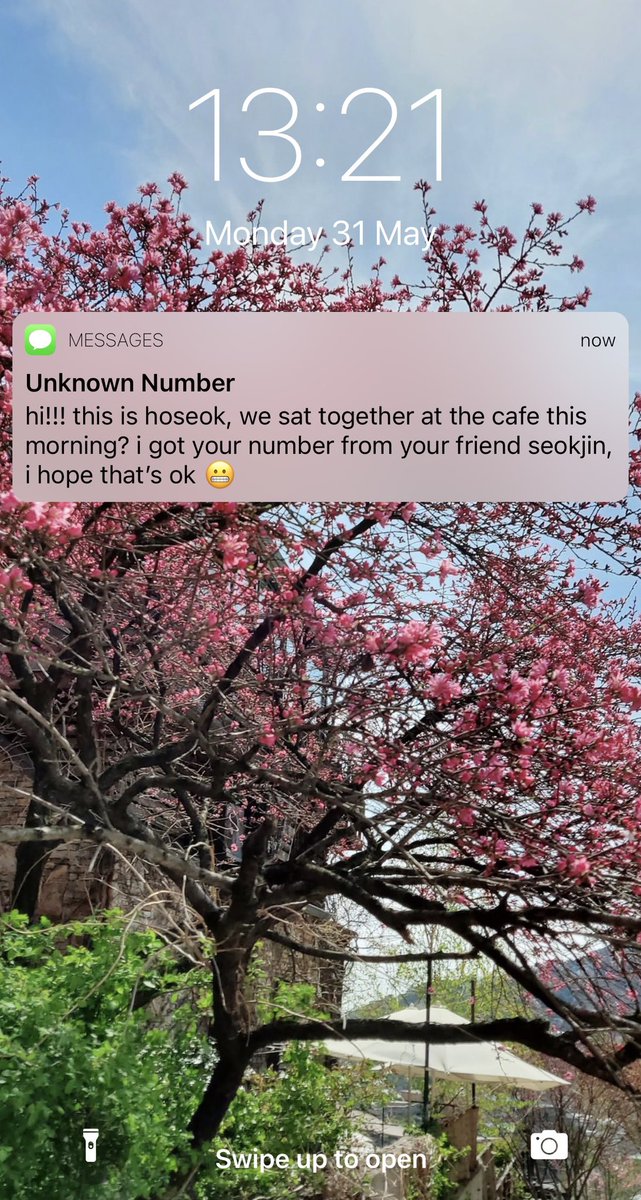 13:21
Monday 31 May
MESSAGES
now
Unknown Number
hi!!! this is hoseok, we sat together at the cafe this
morning? i got your number from your friend seokjin,
i hope that’s ok 😬
Swipe up to open